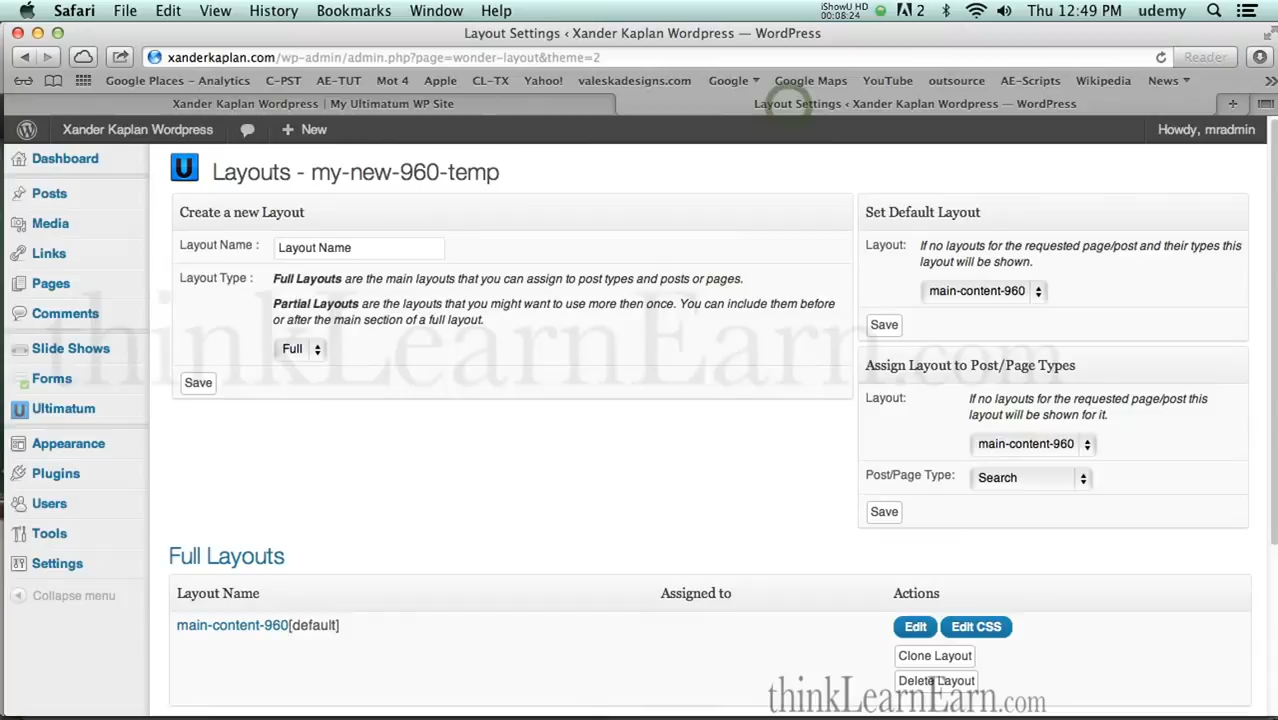 Safari File Edit View History Bookmarks Window Help iShowU HD 00:08:24 2 Thu 12:49 PM udemy
Layout Settings ‹ Xander Kaplan Wordpress — WordPress
xanderkaplan.com/wp-admin/admin.php?page=wonder-layout&theme=2 Reader
Google Places - Analytics C-PST AE-TUT Mot 4 Apple CL-TX Yahoo! valeskadesigns.com Google Google Maps YouTube outsource AE-Scripts Wikipedia News
Xander Kaplan Wordpress | My Ultimatum WP Site Layout Settings ‹ Xander Kaplan Wordpress — WordPress
Xander Kaplan Wordpress + New Howdy, mradmin
Dashboard
Posts
Media
Links
Pages
Comments
Slide Shows
Forms
Ultimatum
Appearance
Plugins
Users
Tools
Settings
Collapse menu
U Layouts - my-new-960-temp
Create a new Layout
Layout Name : Layout Name
Layout Type : Full Layouts are the main layouts that you can assign to post types and posts or pages.
Partial Layouts are the layouts that you might want to use more then once. You can include them before
or after the main section of a full layout.
Full
Save
Set Default Layout
Layout: If no layouts for the requested page/post and their types this
layout will be shown.
main-content-960
Save
Assign Layout to Post/Page Types
Layout: If no layouts for the requested page/post this
layout will be shown for it.
main-content-960
Post/Page Type: Search
Save
Full Layouts
Layout Name Assigned to Actions
main-content-960[default] Edit Edit CSS
Clone Layout
Delete Layout
thinkLearnEarn.com
thinkLearnEarn.com